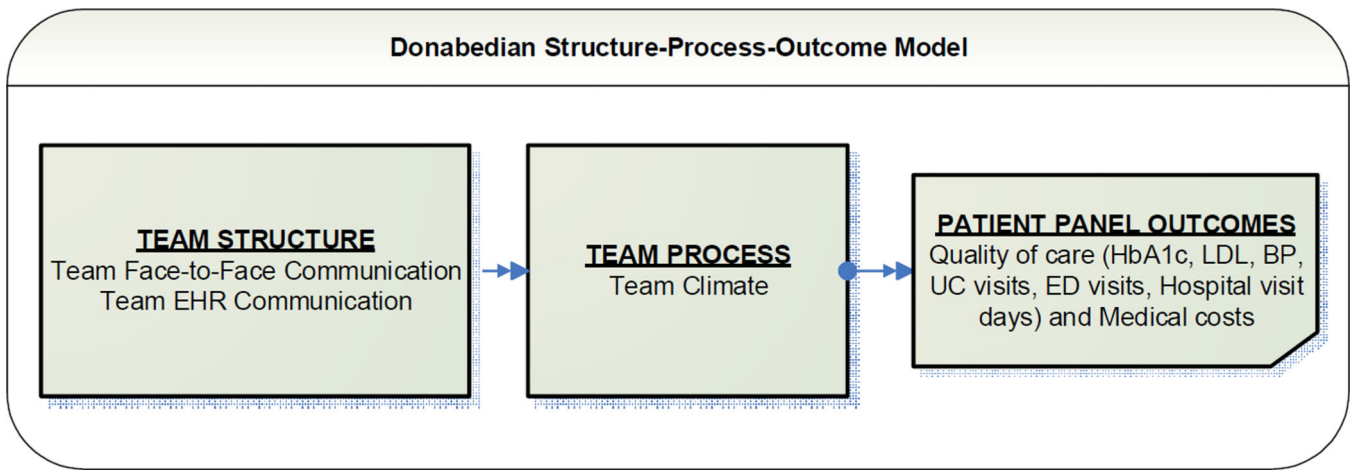 Donabedian Structure-Process-Outcome Model
TEAM STRUCTURE
Team Face-to-Face Communication
Team EHR Communication
TEAM PROCESS
Team Climate
PATIENT PANEL OUTCOMES
Quality of care (HbA1c, LDL, BP,
UC visits, ED visits, Hospital visit
days) and Medical costs